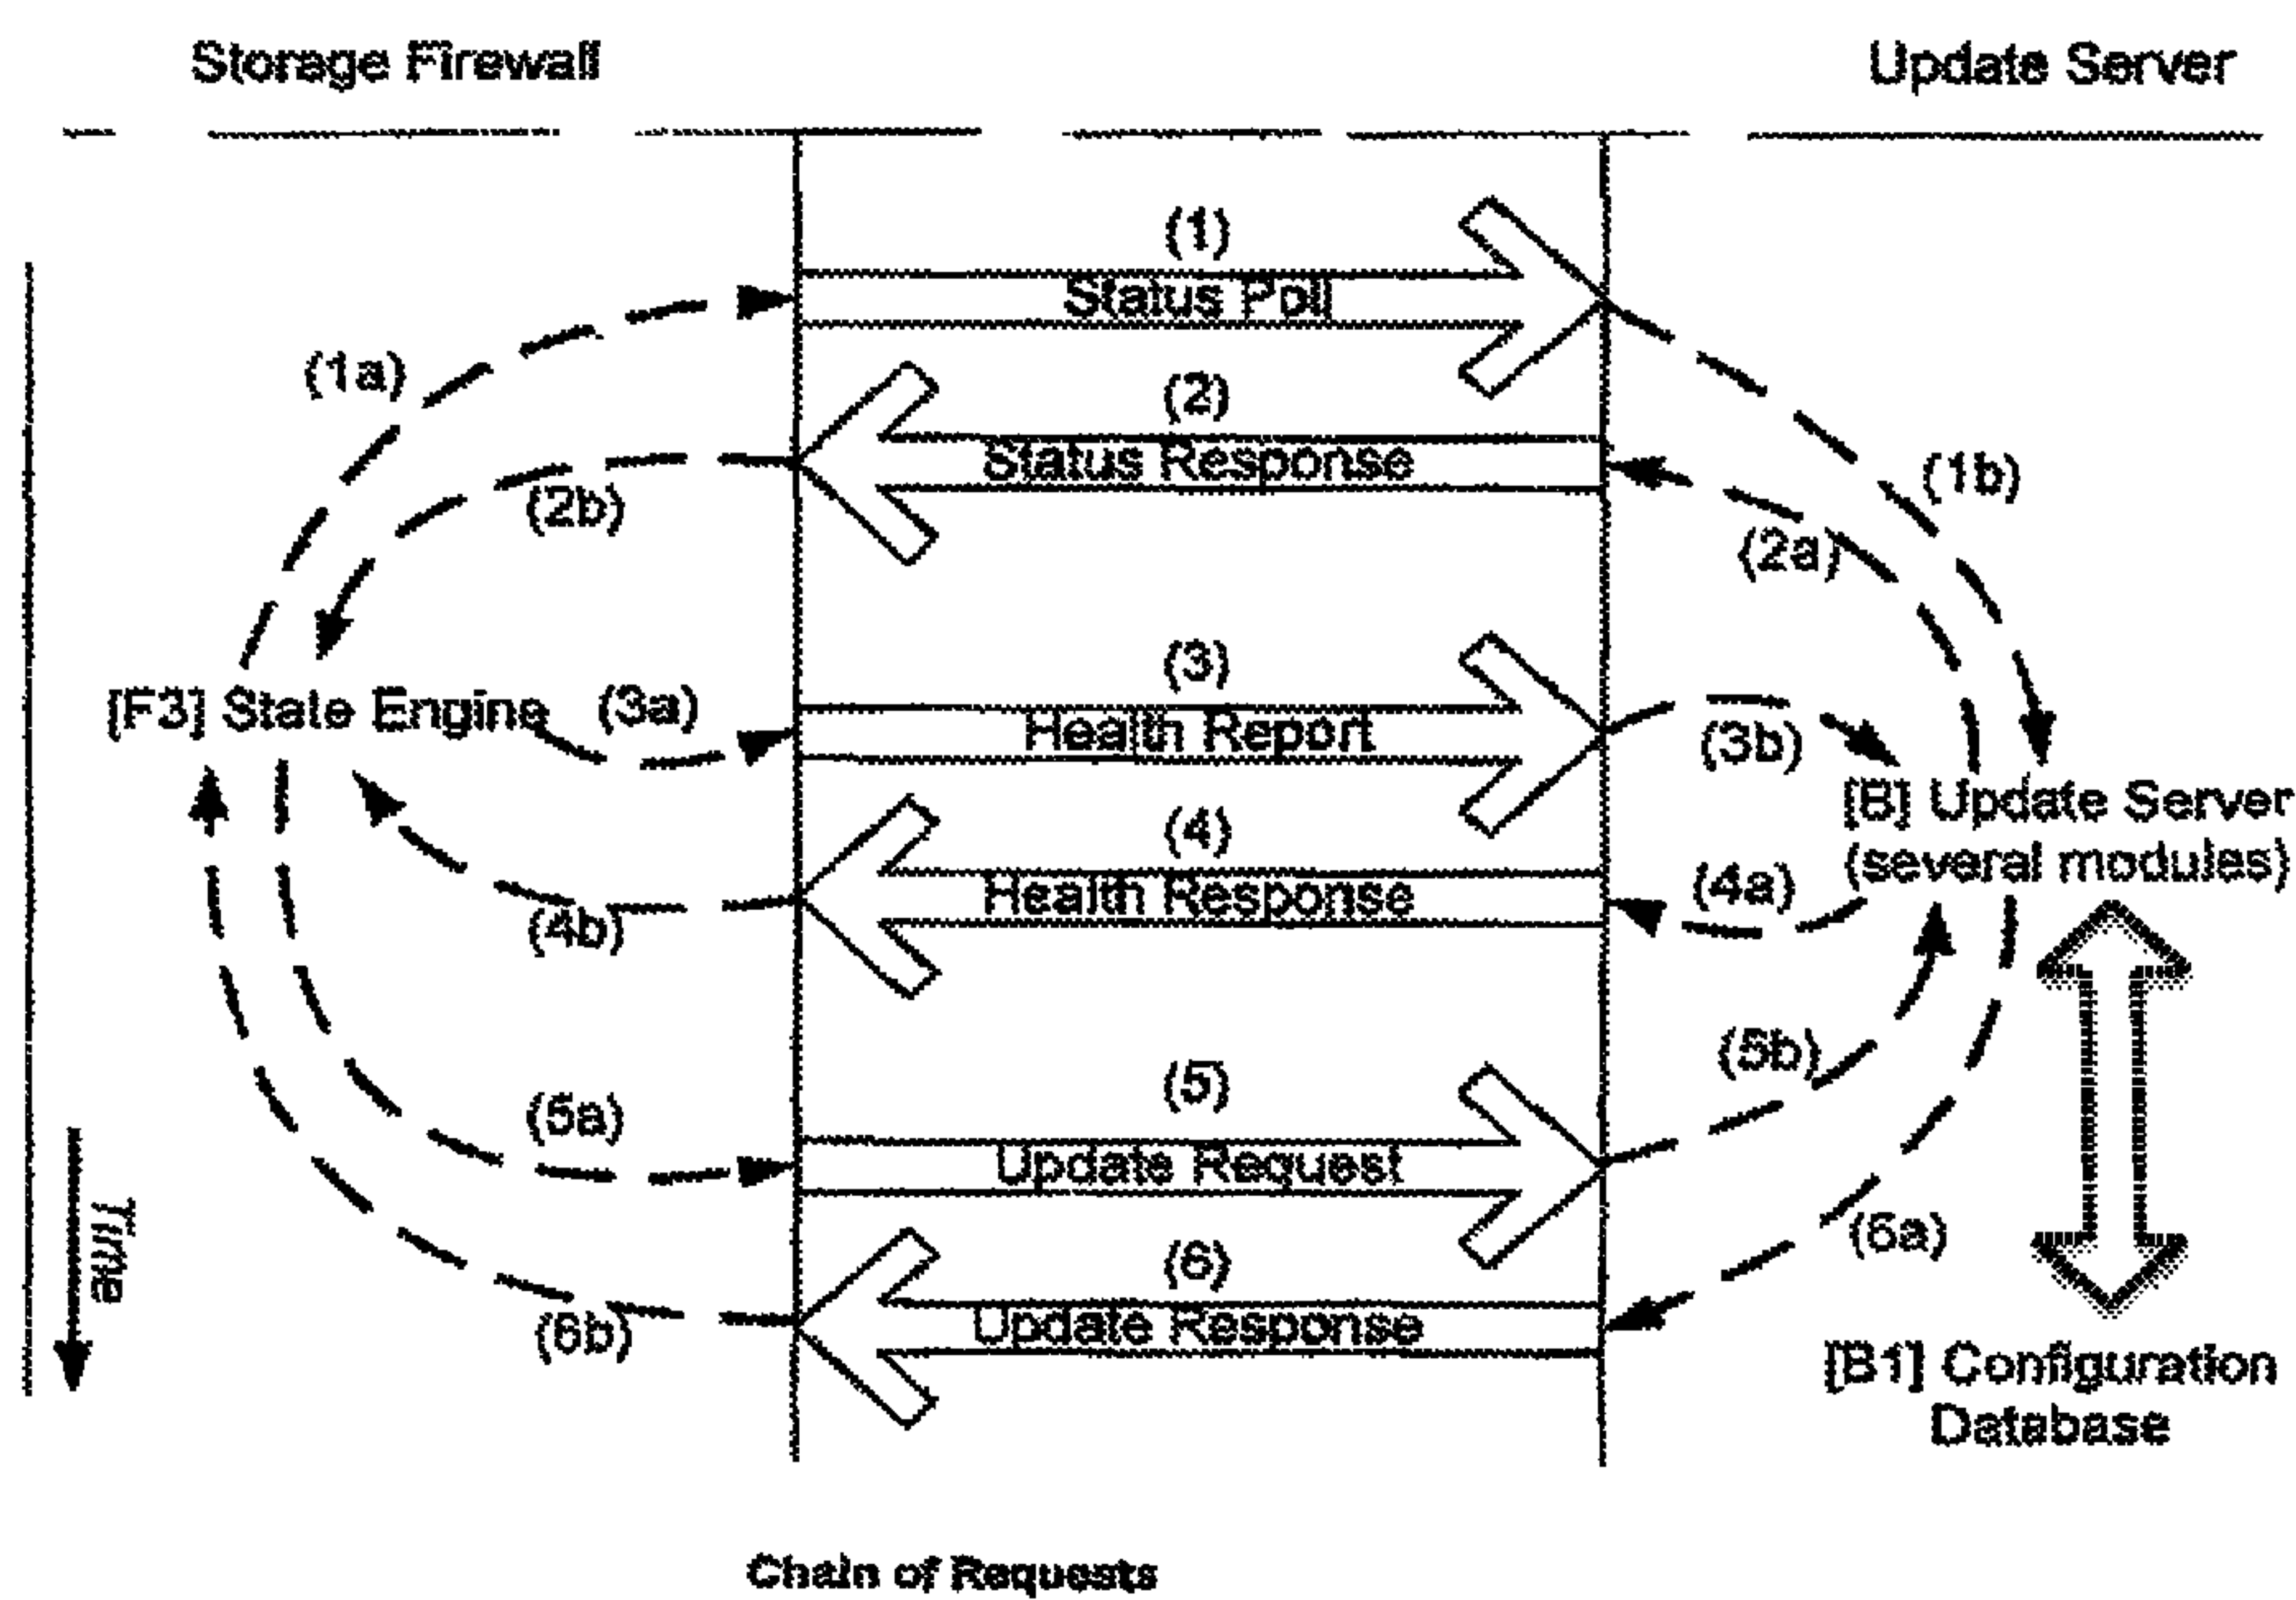 Storage Firewall
Update Server
(1)
Status Poll
(1a)
(2)
Status Response
(1b)
(2b)
(2a)
(3)
[F3] State Engine
(3a)
Health Report
(3b)
[B] Update Server
(several modules)
(4)
Health Response
(4a)
(4b)
(5)
(5b)
(5a)
Update Request
Time
(6)
(6a)
Update Response
(6b)
[B1] Configuration
Database
Chain of Requests